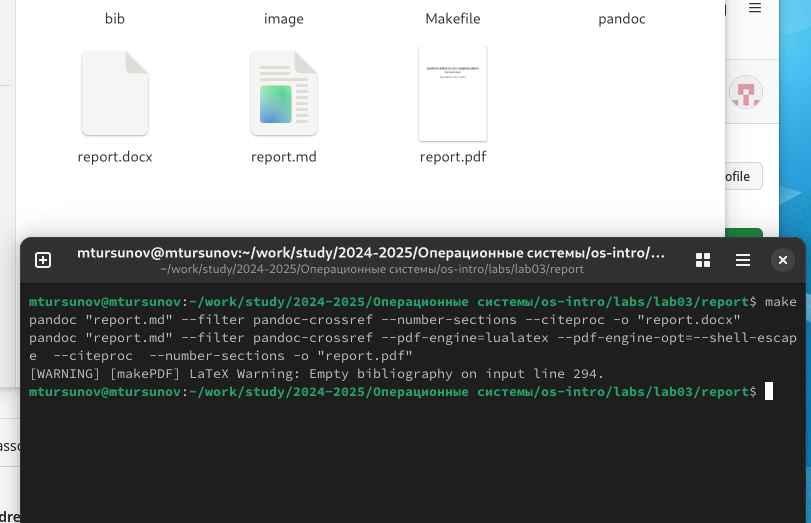 bib image Makefile pandoc
report.docx report.md report.pdf
ofile
mtursunov@mtursunov:~/work/study/2024-2025/Операционные системы/os-intro/...
~/work/study/2024-2025/Операционные системы/os-intro/labs/lab03/report
mtursunov@mtursunov:~/work/study/2024-2025/Операционные системы/os-intro/labs/lab03/report$ make
pandoc "report.md" --filter pandoc-crossref --number-sections --citeproc -o "report.docx"
pandoc "report.md" --filter pandoc-crossref --pdf-engine=lualatex --pdf-engine-opt=--shell-escap
e  --citeproc  --number-sections -o "report.pdf"
[WARNING] [makePDF] LaTeX Warning: Empty bibliography on input line 294.
mtursunov@mtursunov:~/work/study/2024-2025/Операционные системы/os-intro/labs/lab03/report$
asso
dre